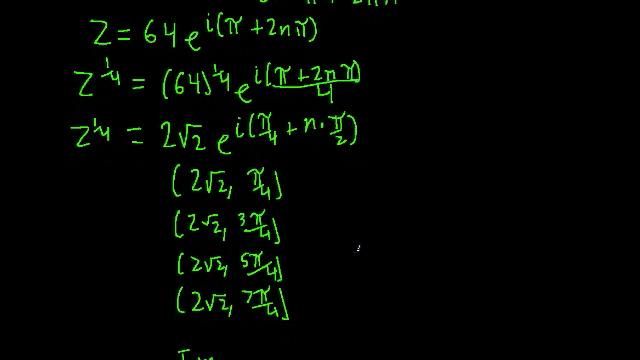 Z = 64 e^{i(π + 2nπ)}
Z^{1/4} = (64)^{1/4} e^{i(π + 2nπ)/4}
Z^{1/4} = 2√2 e^{i(π/4 + n·π/2)}
(2√2, π/4)
(2√2, 3π/4)
(2√2, 5π/4)
(2√2, 7π/4)